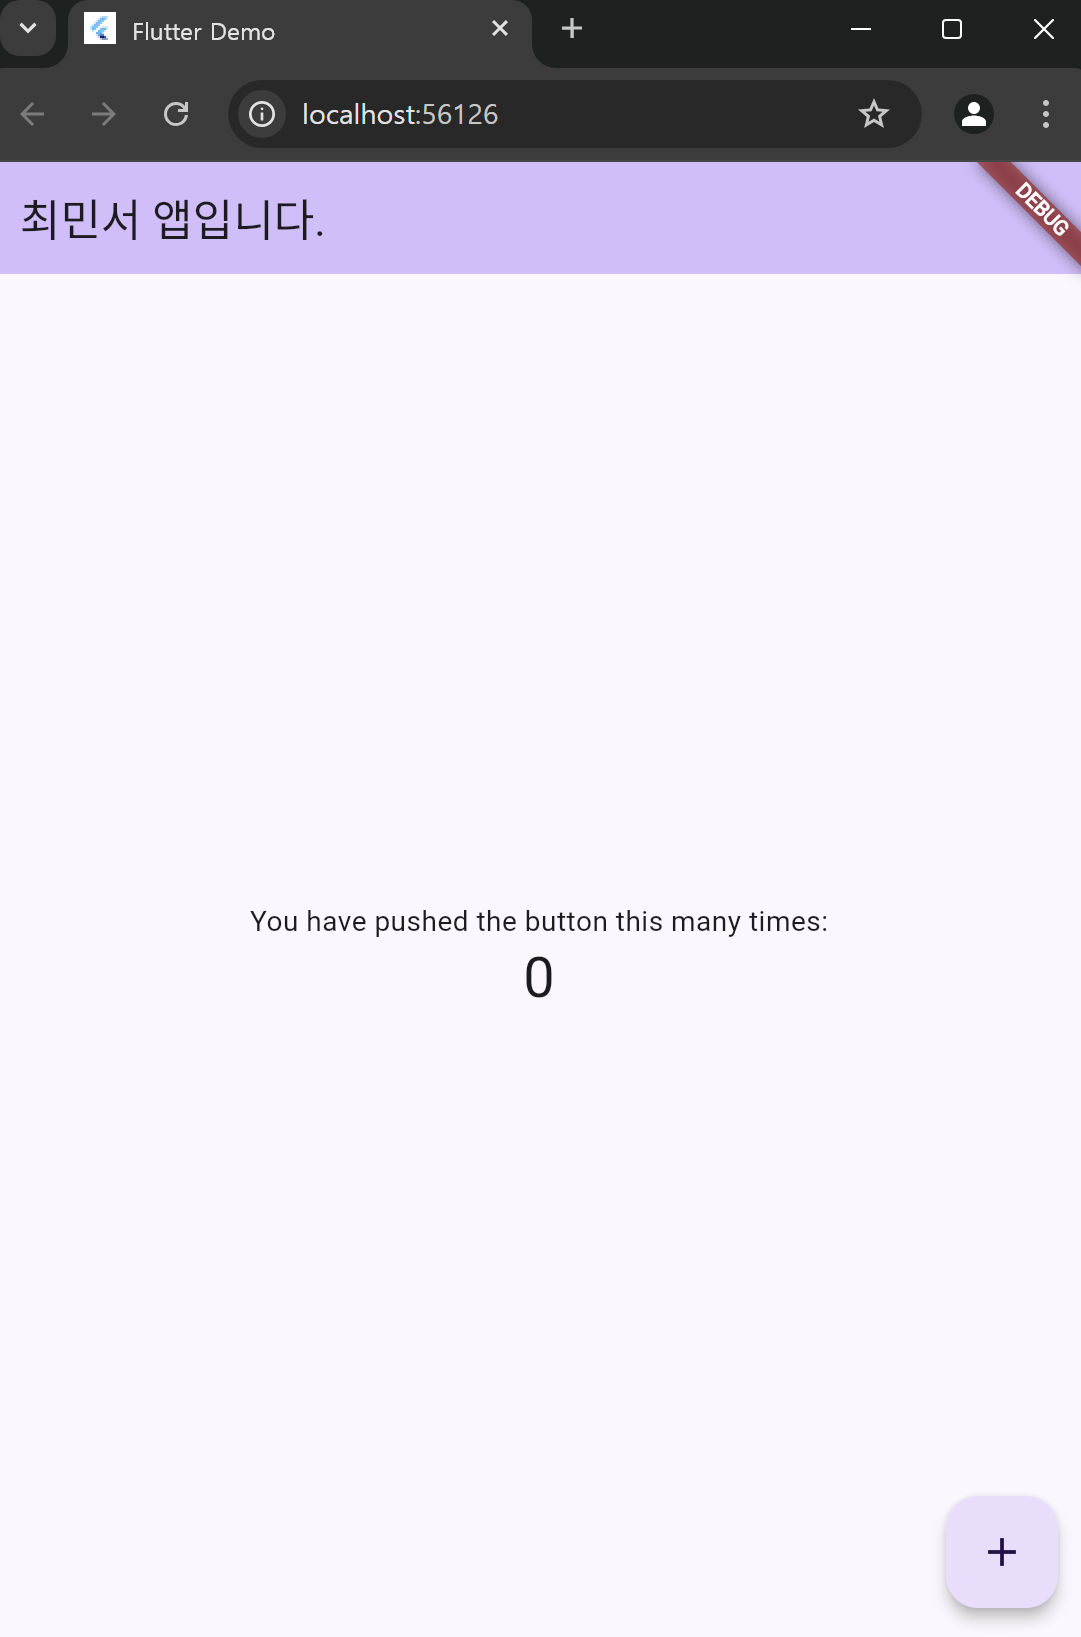 Flutter Demo
localhost:56126
최민서 앱입니다.
DEBUG
You have pushed the button this many times:
0